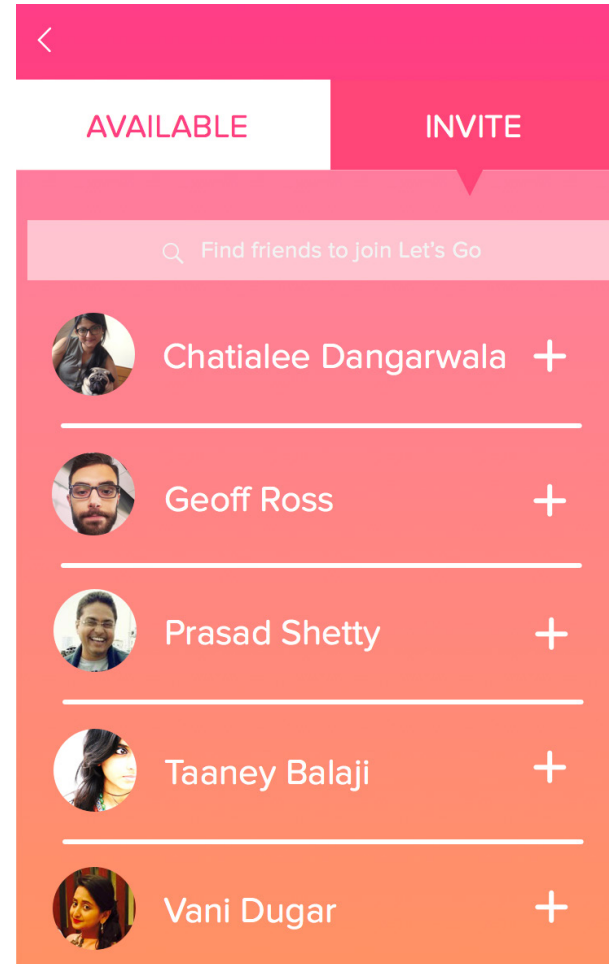 AVAILABLE
INVITE
Find friends to join Let's Go
Chatialee Dangarwala
Geoff Ross
Prasad Shetty
Taaney Balaji
Vani Dugar